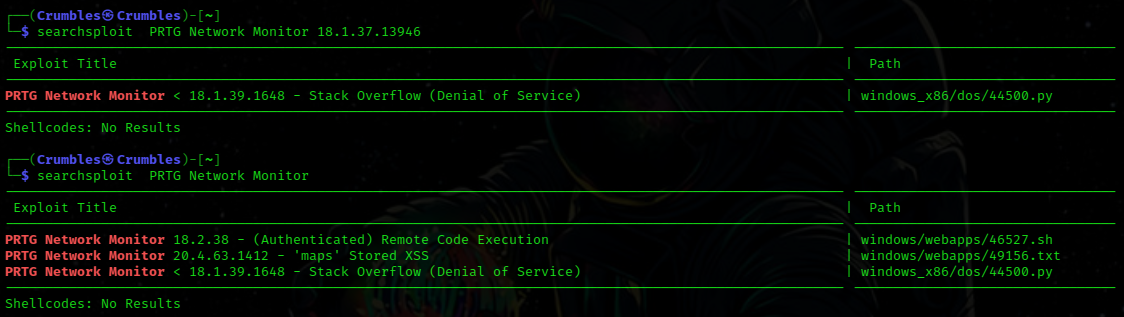 ┌──(Crumbles㉿Crumbles)-[~]
└─$ searchsploit  PRTG Network Monitor 18.1.37.13946
Exploit Title | Path
PRTG Network Monitor < 18.1.39.1648 - Stack Overflow (Denial of Service) | windows_x86/dos/44500.py
Shellcodes: No Results
┌──(Crumbles㉿Crumbles)-[~]
└─$ searchsploit  PRTG Network Monitor
Exploit Title | Path
PRTG Network Monitor 18.2.38 - (Authenticated) Remote Code Execution | windows/webapps/46527.sh
PRTG Network Monitor 20.4.63.1412 - 'maps' Stored XSS | windows/webapps/49156.txt
PRTG Network Monitor < 18.1.39.1648 - Stack Overflow (Denial of Service) | windows_x86/dos/44500.py
Shellcodes: No Results